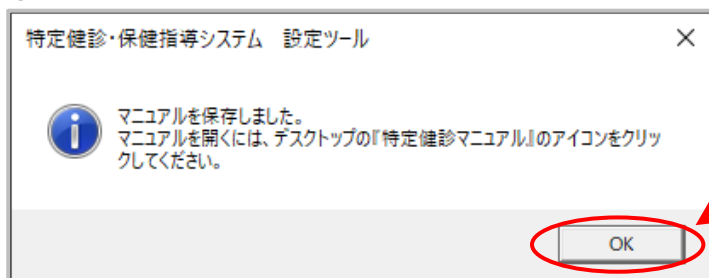 特定健診・保健指導システム　設定ツール
マニュアルを保存しました。
マニュアルを開くには、デスクトップの『特定健診マニュアル』のアイコンをクリッ
クしてください。
OK